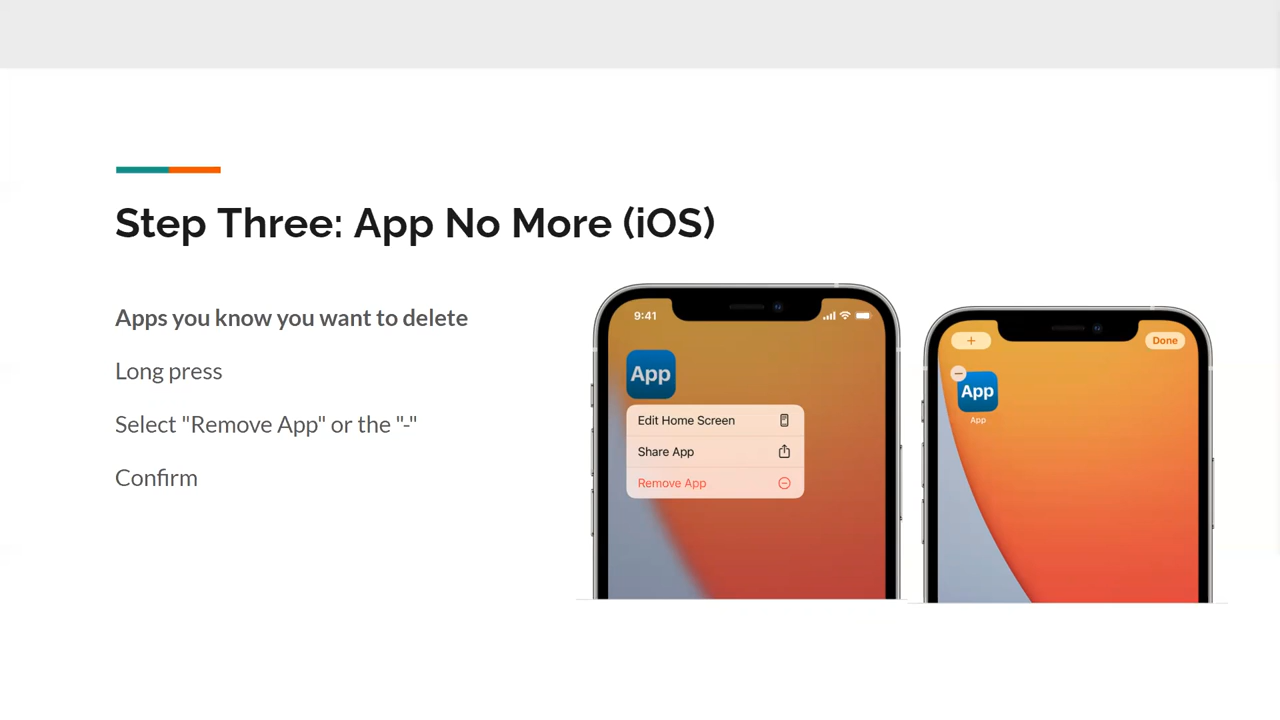 Step Three: App No More (iOS)
Apps you know you want to delete
Long press
Select "Remove App" or the "-"
Confirm
9:41
App
Edit Home Screen
Share App
Remove App
+
Done
App
App